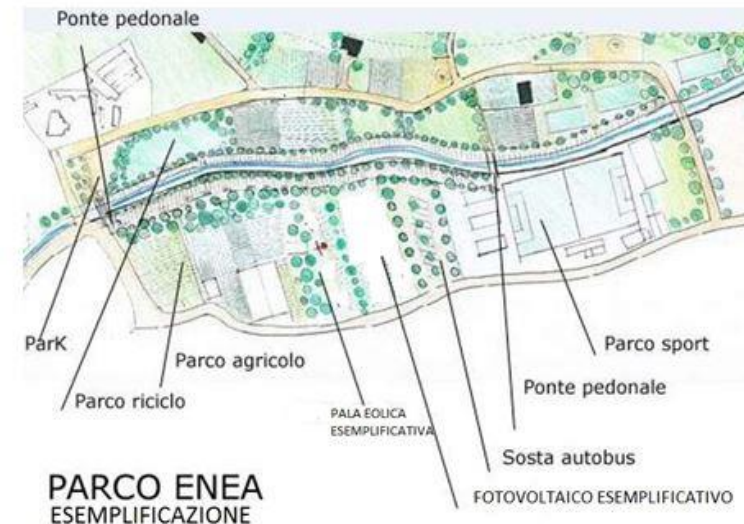 Ponte pedonale
ParK
Parco agricolo
Parco riciclo
PALA EOLICA
ESEMPLIFICATIVA
Parco sport
Ponte pedonale
Sosta autobus
FOTOVOLTAICO ESEMPLIFICATIVO
PARCO ENEA
ESEMPLIFICAZIONE